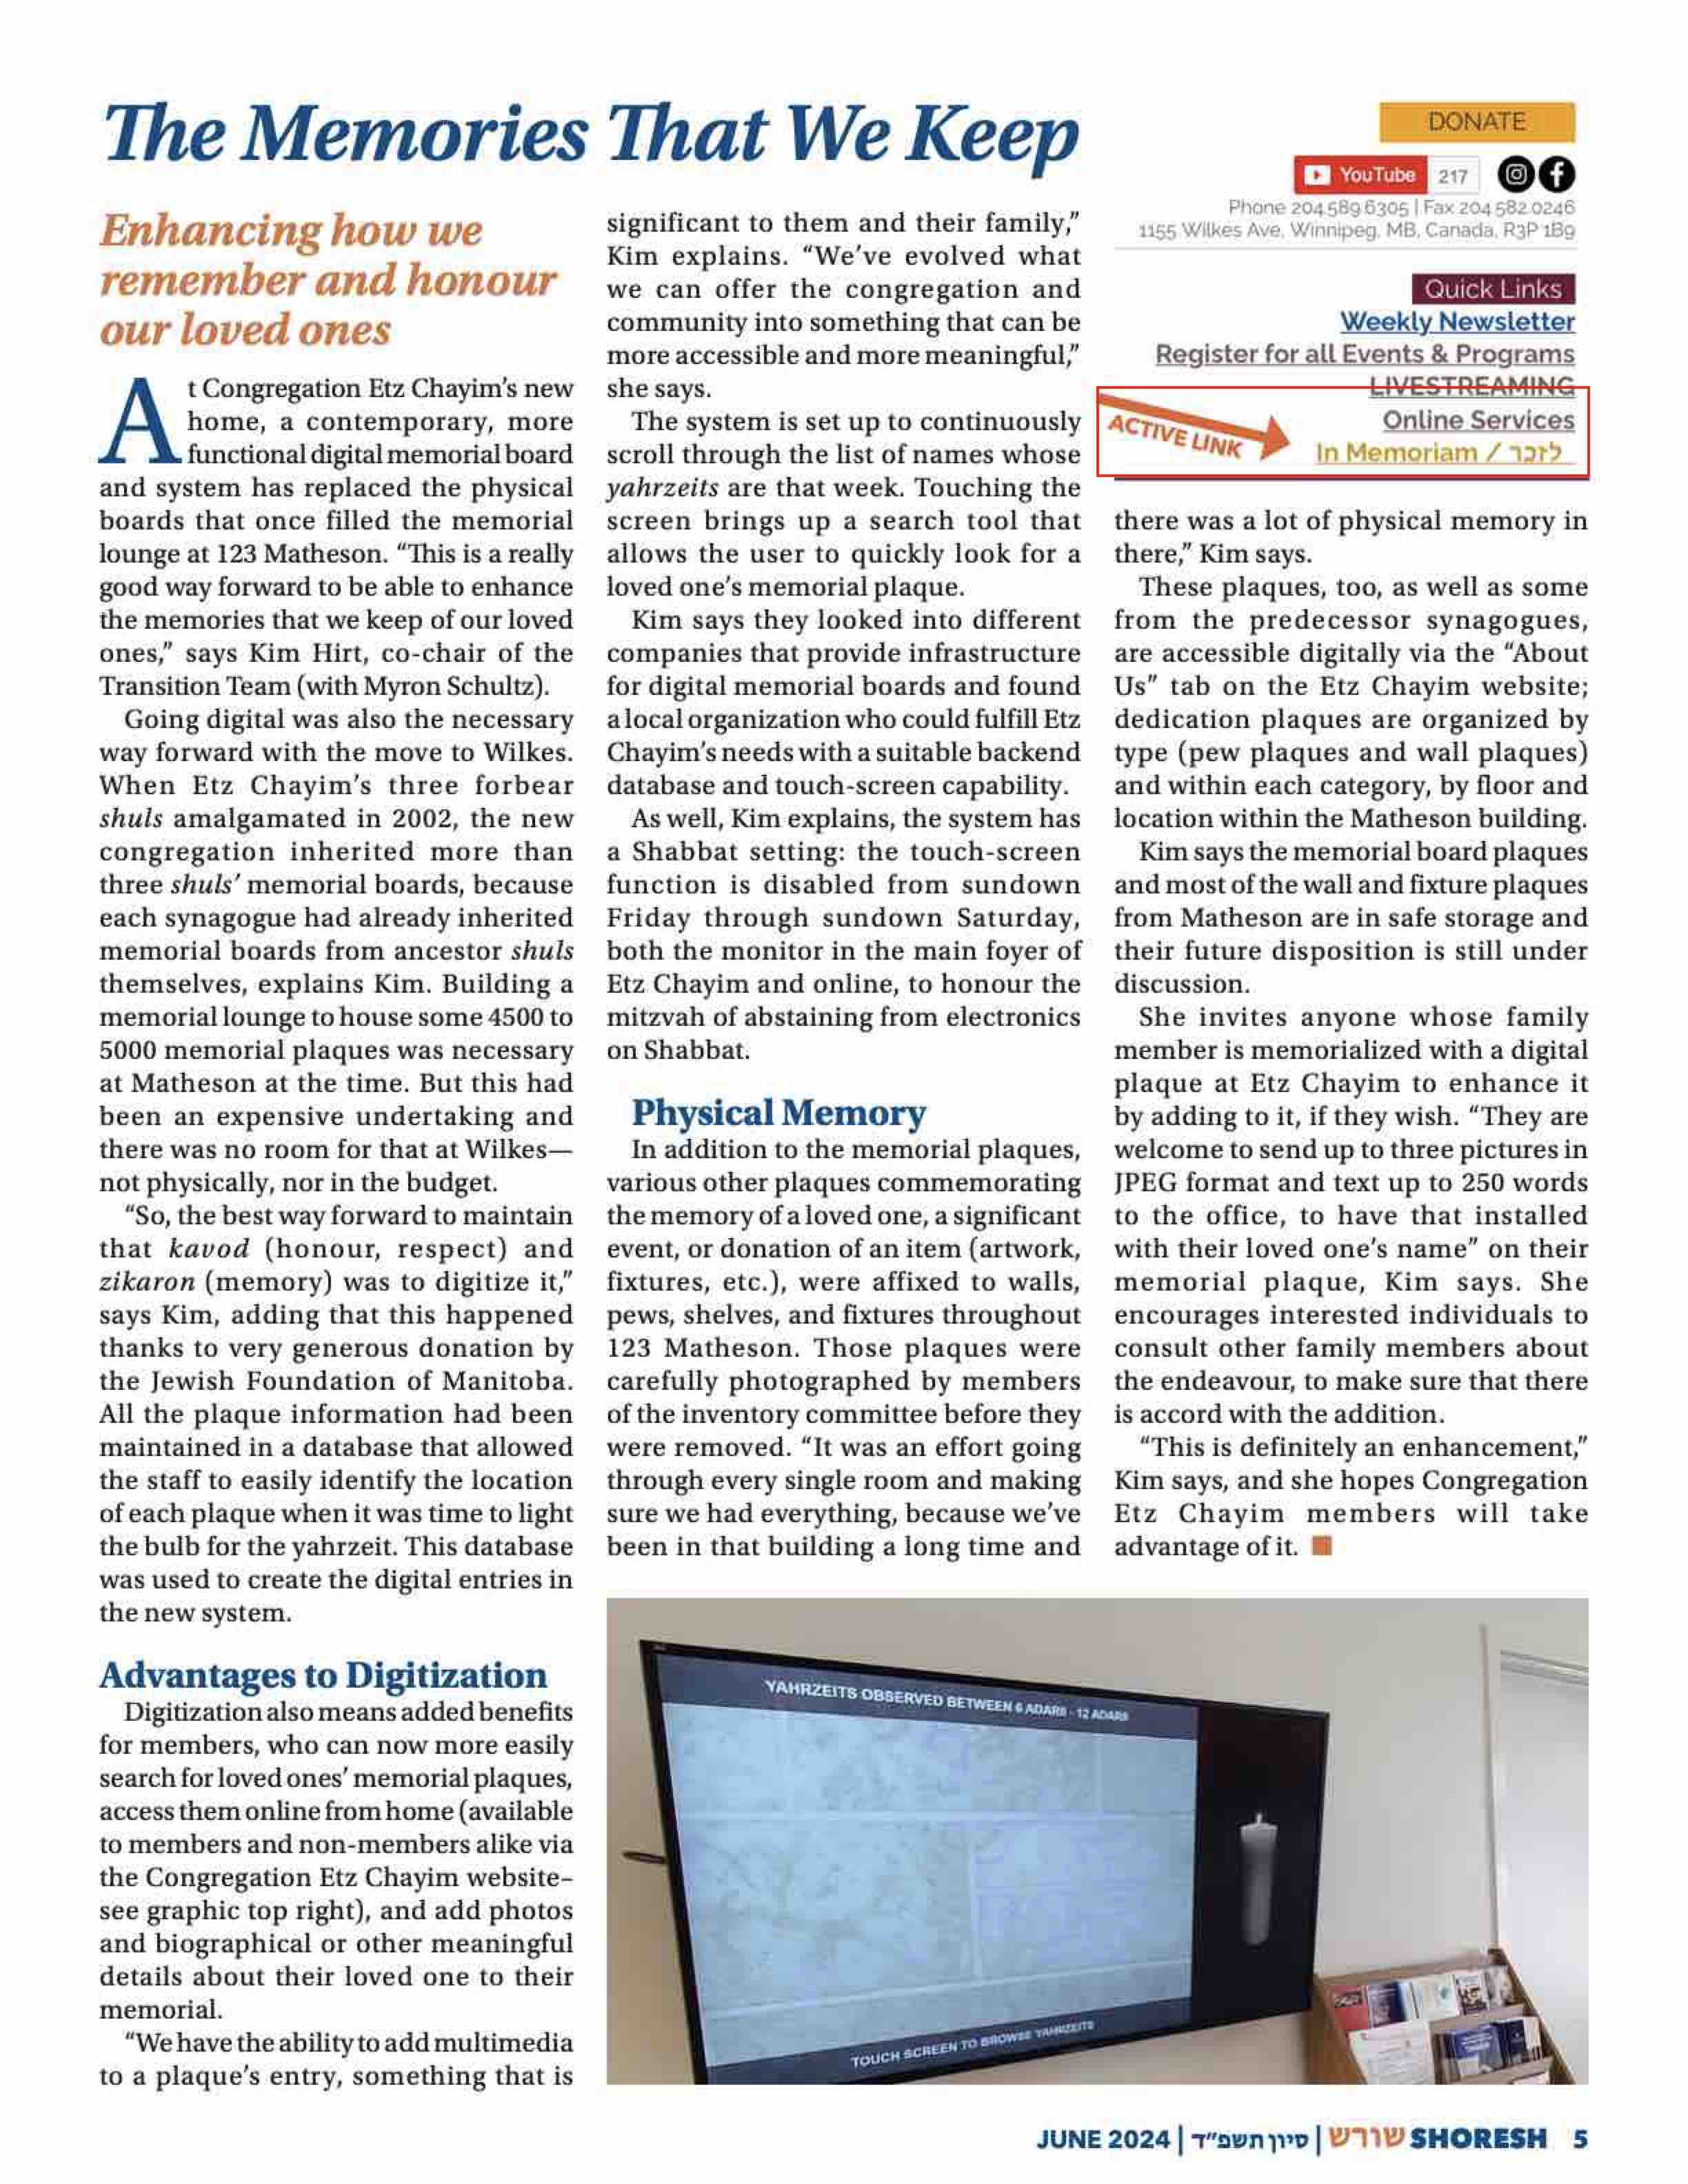 The Memories That We Keep
Enhancing how we
remember and honour
our loved ones
At Congregation Etz Chayim's new
home, a contemporary, more
functional digital memorial board
and system has replaced the physical
boards that once filled the memorial
lounge at 123 Matheson. “This is a really
good way forward to be able to enhance
the memories that we keep of our loved
ones,” says Kim Hirt, co-chair of the
Transition Team (with Myron Schultz).
Going digital was also the necessary
way forward with the move to Wilkes.
When Etz Chayim's three forbear
shuls amalgamated in 2002, the new
congregation inherited more than
three shuls' memorial boards, because
each synagogue had already inherited
memorial boards from ancestor shuls
themselves, explains Kim. Building a
memorial lounge to house some 4500 to
5000 memorial plaques was necessary
at Matheson at the time. But this had
been an expensive undertaking and
there was no room for that at Wilkes—
not physically, nor in the budget.
“So, the best way forward to maintain
that kavod (honour, respect) and
zikaron (memory) was to digitize it,”
says Kim, adding that this happened
thanks to very generous donation by
the Jewish Foundation of Manitoba.
All the plaque information had been
maintained in a database that allowed
the staff to easily identify the location
of each plaque when it was time to light
the bulb for the yahrzeit. This database
was used to create the digital entries in
the new system.
Advantages to Digitization
Digitization also means added benefits
for members, who can now more easily
search for loved ones' memorial plaques,
access them online from home (available
to members and non-members alike via
the Congregation Etz Chayim website–
see graphic top right), and add photos
and biographical or other meaningful
details about their loved one to their
memorial.
“We have the ability to add multimedia
to a plaque's entry, something that is
significant to them and their family,”
Kim explains. “We've evolved what
we can offer the congregation and
community into something that can be
more accessible and more meaningful,”
she says.
The system is set up to continuously
scroll through the list of names whose
yahrzeits are that week. Touching the
screen brings up a search tool that
allows the user to quickly look for a
loved one's memorial plaque.
Kim says they looked into different
companies that provide infrastructure
for digital memorial boards and found
a local organization who could fulfill Etz
Chayim's needs with a suitable backend
database and touch-screen capability.
As well, Kim explains, the system has
a Shabbat setting: the touch-screen
function is disabled from sundown
Friday through sundown Saturday,
both the monitor in the main foyer of
Etz Chayim and online, to honour the
mitzvah of abstaining from electronics
on Shabbat.
Physical Memory
In addition to the memorial plaques,
various other plaques commemorating
the memory of a loved one, a significant
event, or donation of an item (artwork,
fixtures, etc.), were affixed to walls,
pews, shelves, and fixtures throughout
123 Matheson. Those plaques were
carefully photographed by members
of the inventory committee before they
were removed. “It was an effort going
through every single room and making
sure we had everything, because we've
been in that building a long time and
DONATE
YouTube 217
Phone 204.589.6305 | Fax 204.582.0246
1155 Wilkes Ave, Winnipeg, MB, Canada, R3P 1B9
Quick Links
Weekly Newsletter
Register for all Events & Programs
LIVESTREAMING
Online Services
ACTIVE LINK
In Memoriam / לזכר
there was a lot of physical memory in
there,” Kim says.
These plaques, too, as well as some
from the predecessor synagogues,
are accessible digitally via the “About
Us” tab on the Etz Chayim website;
dedication plaques are organized by
type (pew plaques and wall plaques)
and within each category, by floor and
location within the Matheson building.
Kim says the memorial board plaques
and most of the wall and fixture plaques
from Matheson are in safe storage and
their future disposition is still under
discussion.
She invites anyone whose family
member is memorialized with a digital
plaque at Etz Chayim to enhance it
by adding to it, if they wish. “They are
welcome to send up to three pictures in
JPEG format and text up to 250 words
to the office, to have that installed
with their loved one's name” on their
memorial plaque, Kim says. She
encourages interested individuals to
consult other family members about
the endeavour, to make sure that there
is accord with the addition.
“This is definitely an enhancement,”
Kim says, and she hopes Congregation
Etz Chayim members will take
advantage of it.
YAHRZEITS OBSERVED BETWEEN 6 ADARII - 12 ADARII
TOUCH SCREEN TO BROWSE YAHRZEITS
JUNE 2024 | סיון תשפ״ד | שורש SHORESH 5